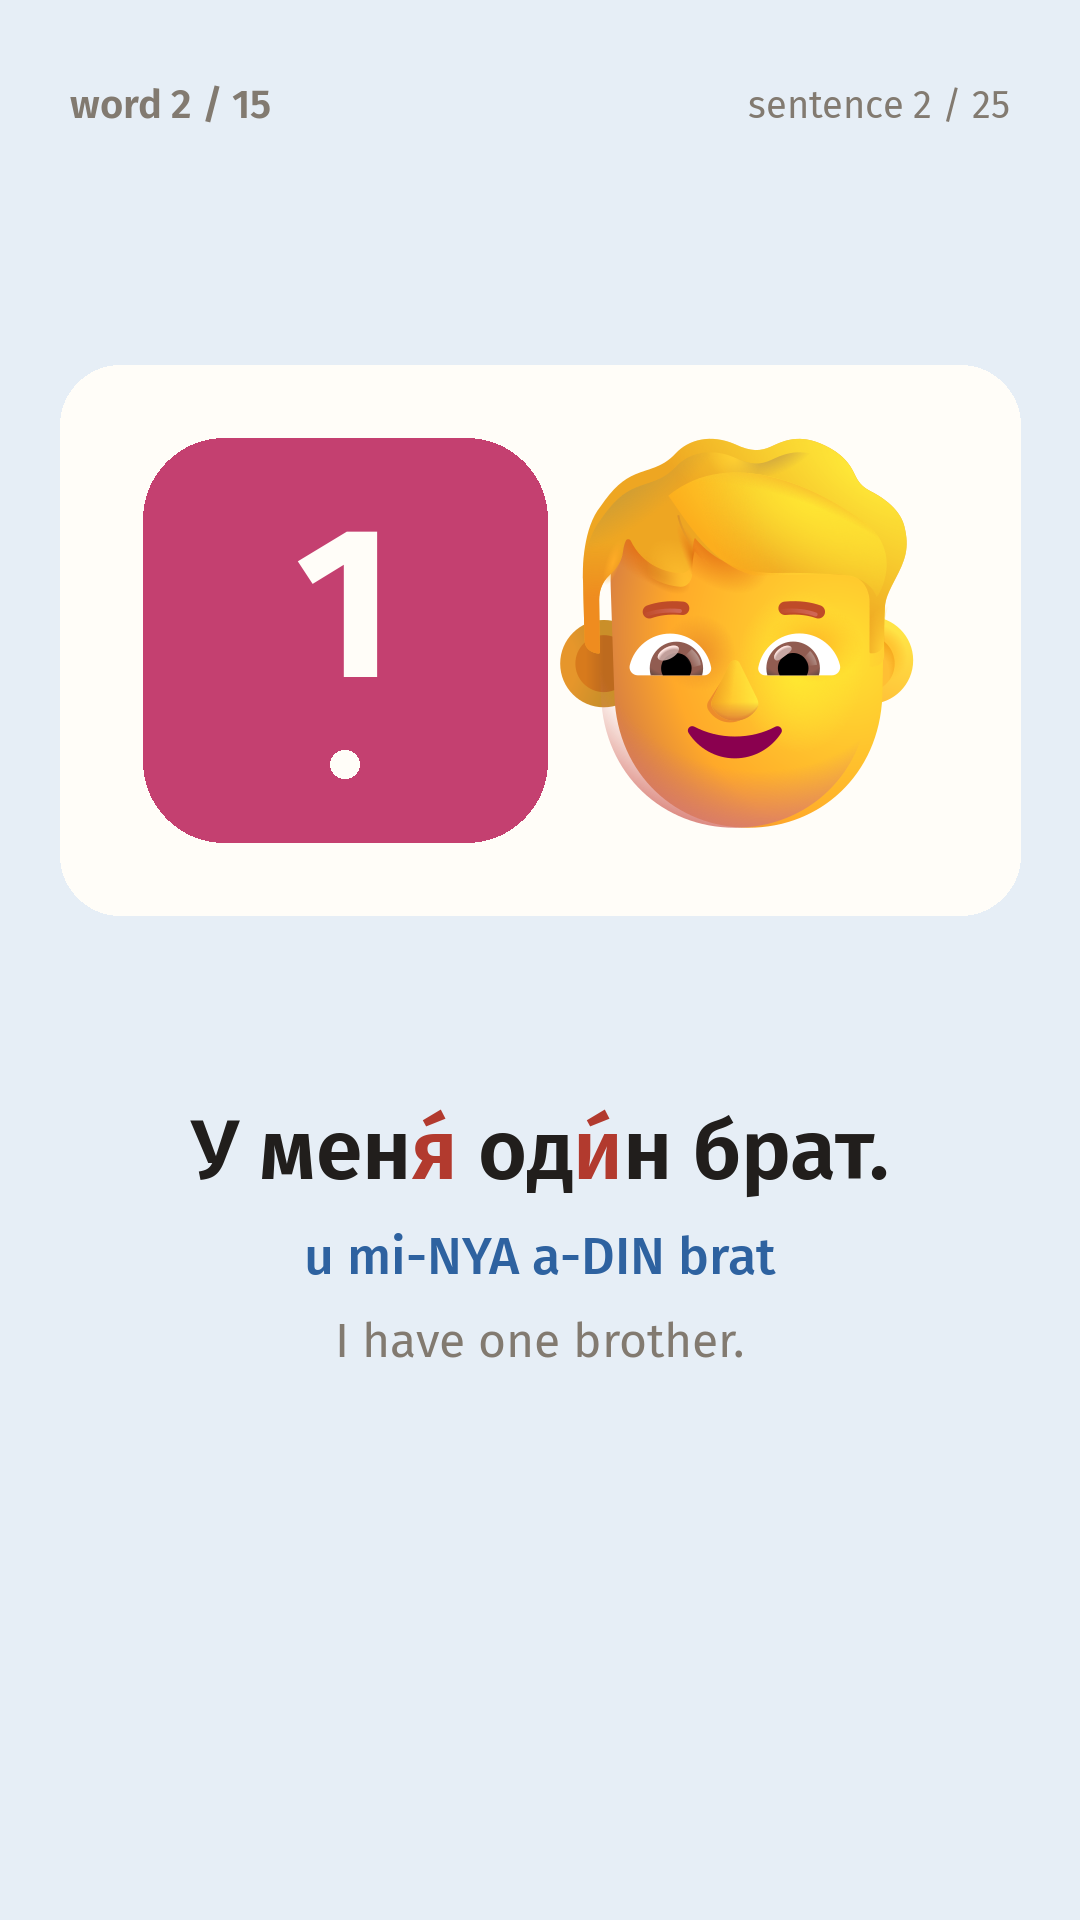 word 2 / 15
sentence 2 / 25
1
У меня́ оди́н брат.
u mi-NYA a-DIN brat
I have one brother.